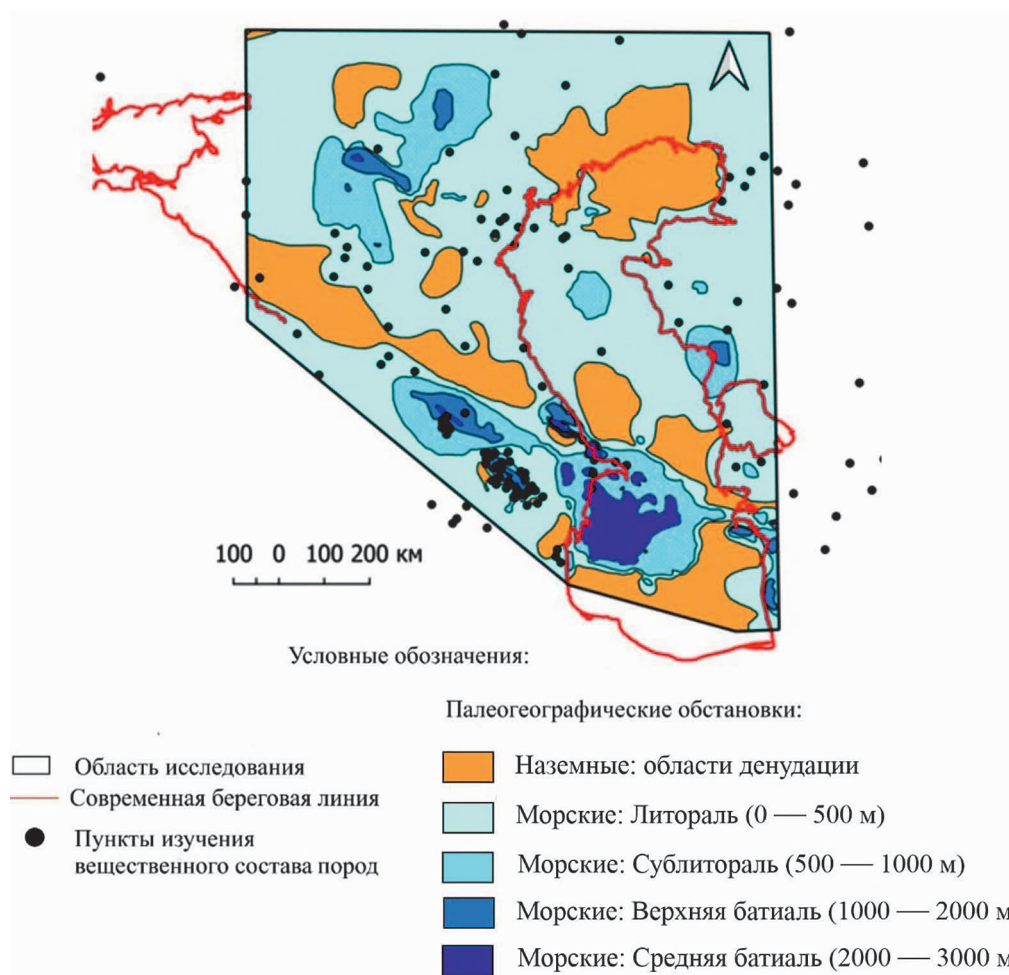 100 0 100 200 км
Условные обозначения:
Палеогеографические обстановки:
Область исследования
Современная береговая линия
Пункты изучения
вещественного состава пород
Наземные: области денудации
Морские: Литораль (0 — 500 м)
Морские: Сублитораль (500 — 1000 м)
Морские: Верхняя батиаль (1000 — 2000 м
Морские: Средняя батиаль (2000 — 3000 м